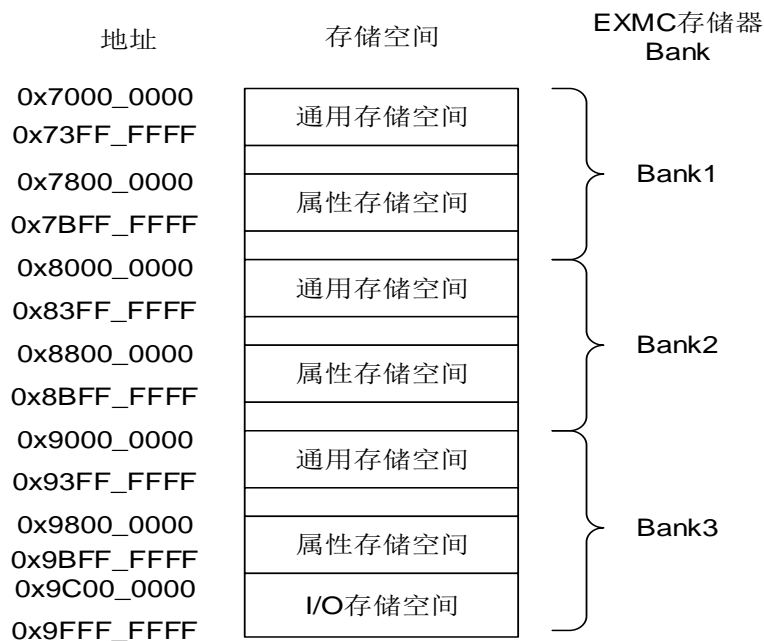 地址
存储空间
EXMC存储器
Bank
0x7000_0000
通用存储空间
0x73FF_FFFF
Bank1
0x7800_0000
属性存储空间
0x7BFF_FFFF
0x8000_0000
通用存储空间
0x83FF_FFFF
Bank2
0x8800_0000
属性存储空间
0x8BFF_FFFF
0x9000_0000
通用存储空间
0x93FF_FFFF
Bank3
0x9800_0000
属性存储空间
0x9BFF_FFFF
0x9C00_0000
I/O存储空间
0x9FFF_FFFF